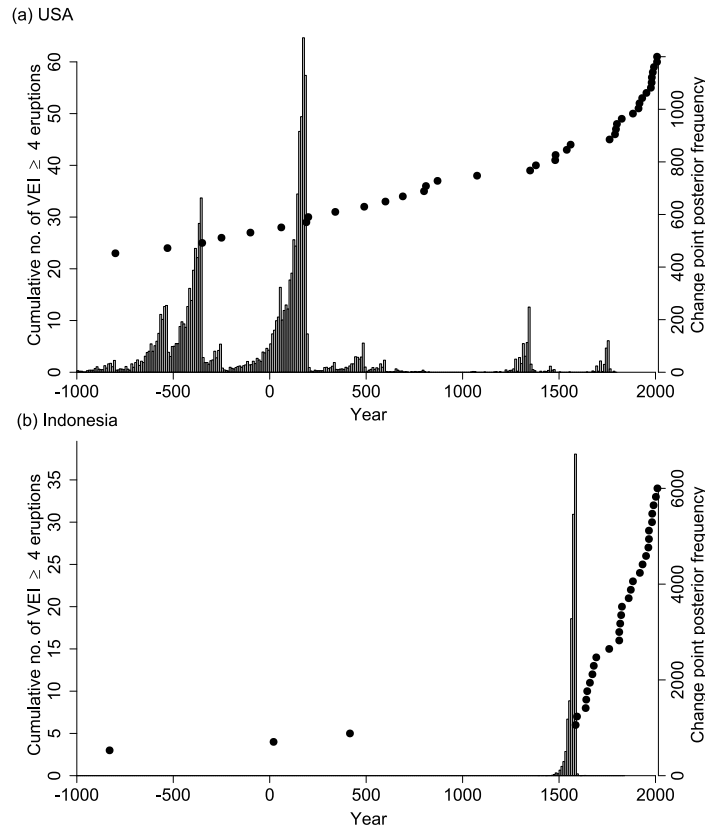 (a) USA
Cumulative no. of VEI ≥ 4 eruptions
60
50
40
30
20
10
0
Change point posterior frequency
1000
800
600
400
200
0
-1000 -500 0 500 1000 1500 2000
Year
(b) Indonesia
Cumulative no. of VEI ≥ 4 eruptions
35
30
25
20
15
10
5
0
Change point posterior frequency
6000
4000
2000
0
-1000 -500 0 500 1000 1500 2000
Year